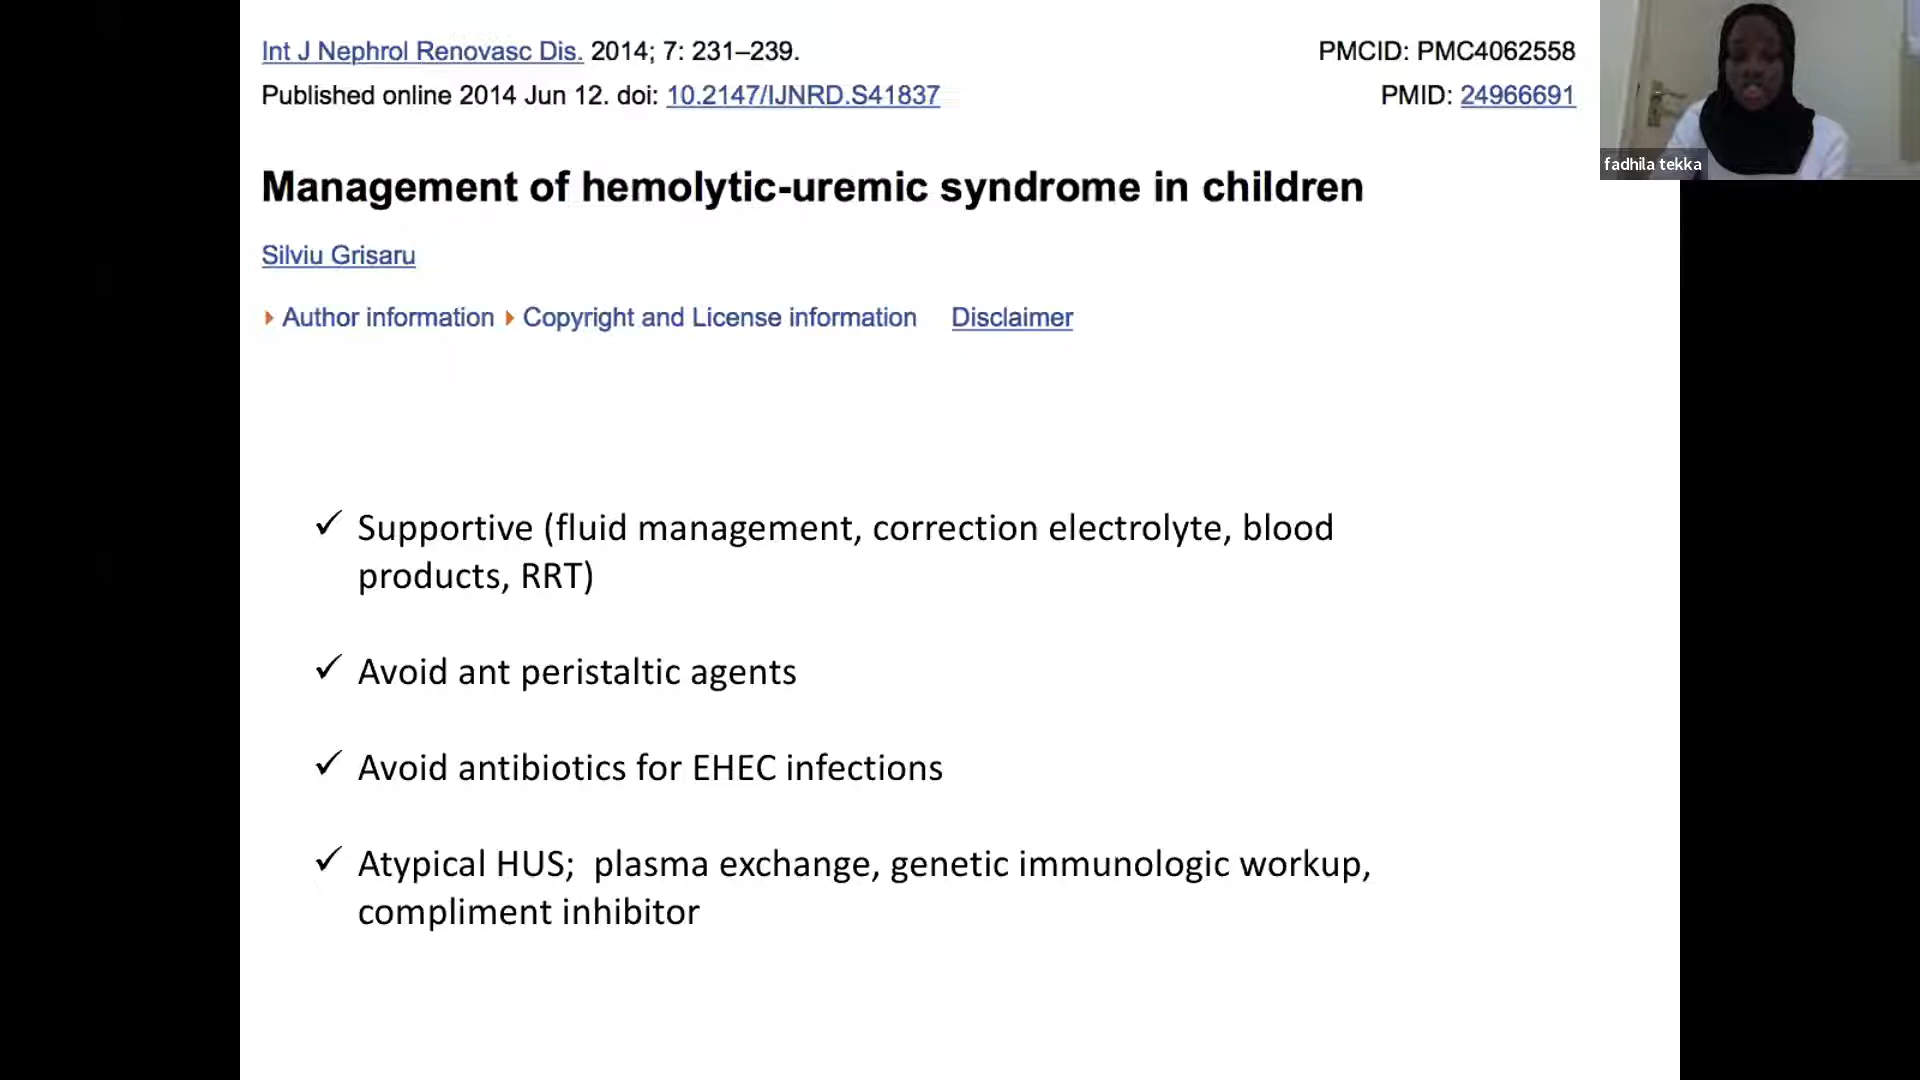 Int J Nephrol Renovasc Dis. 2014; 7: 231–239.
PMCID: PMC4062558
Published online 2014 Jun 12. doi: 10.2147/IJNRD.S41837
PMID: 24966691
fadhila tekka
Management of hemolytic-uremic syndrome in children
Silviu Grisaru
Author information Copyright and License information Disclaimer
✓ Supportive (fluid management, correction electrolyte, blood
products, RRT)
✓ Avoid ant peristaltic agents
✓ Avoid antibiotics for EHEC infections
✓ Atypical HUS; plasma exchange, genetic immunologic workup,
compliment inhibitor